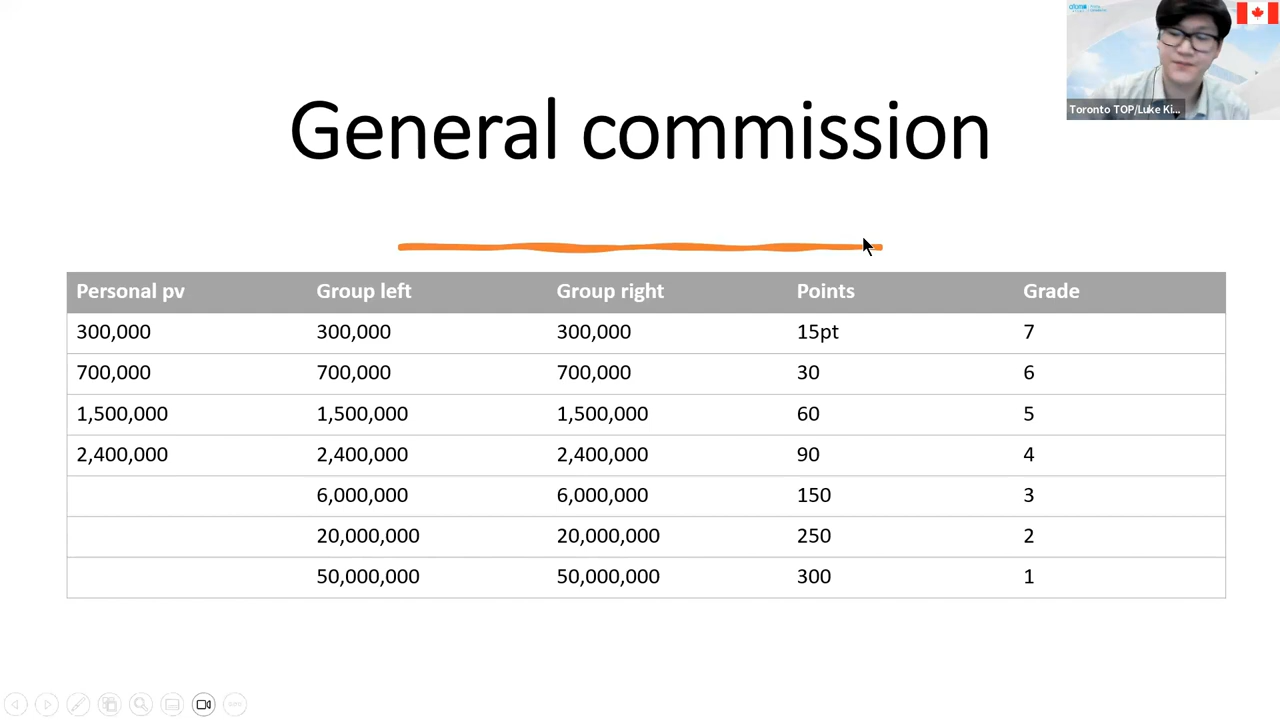 atomy
Toronto TOP/Luke Ki...
General commission
Personal pv Group left Group right Points Grade
300,000 300,000 300,000 15pt 7
700,000 700,000 700,000 30 6
1,500,000 1,500,000 1,500,000 60 5
2,400,000 2,400,000 2,400,000 90 4
6,000,000 6,000,000 150 3
20,000,000 20,000,000 250 2
50,000,000 50,000,000 300 1